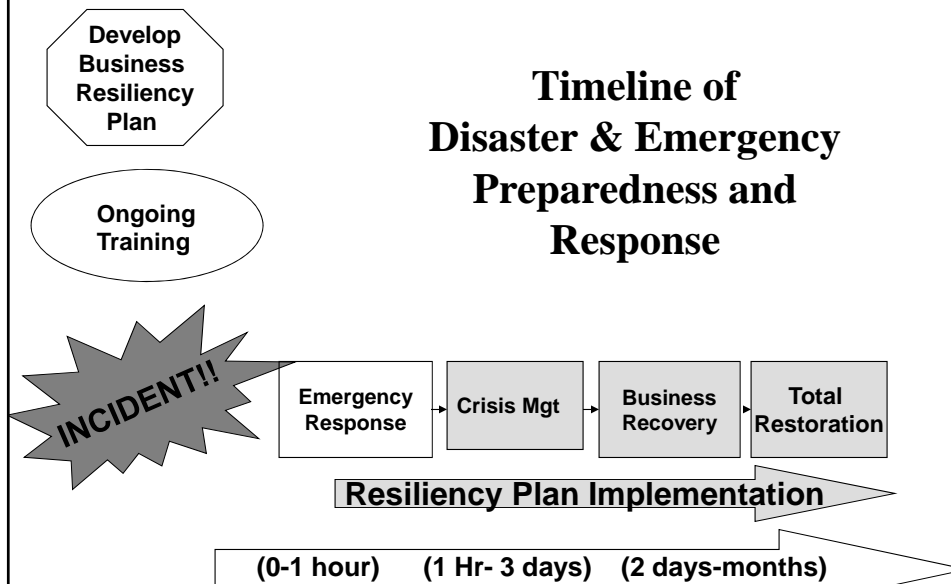 Develop
Business
Resiliency
Plan
Timeline of
Disaster & Emergency
Preparedness and
Response
Ongoing
Training
INCIDENT!!
Emergency
Response
Crisis Mgt
Business
Recovery
Total
Restoration
Resiliency Plan Implementation
(0-1 hour) (1 Hr- 3 days) (2 days-months)